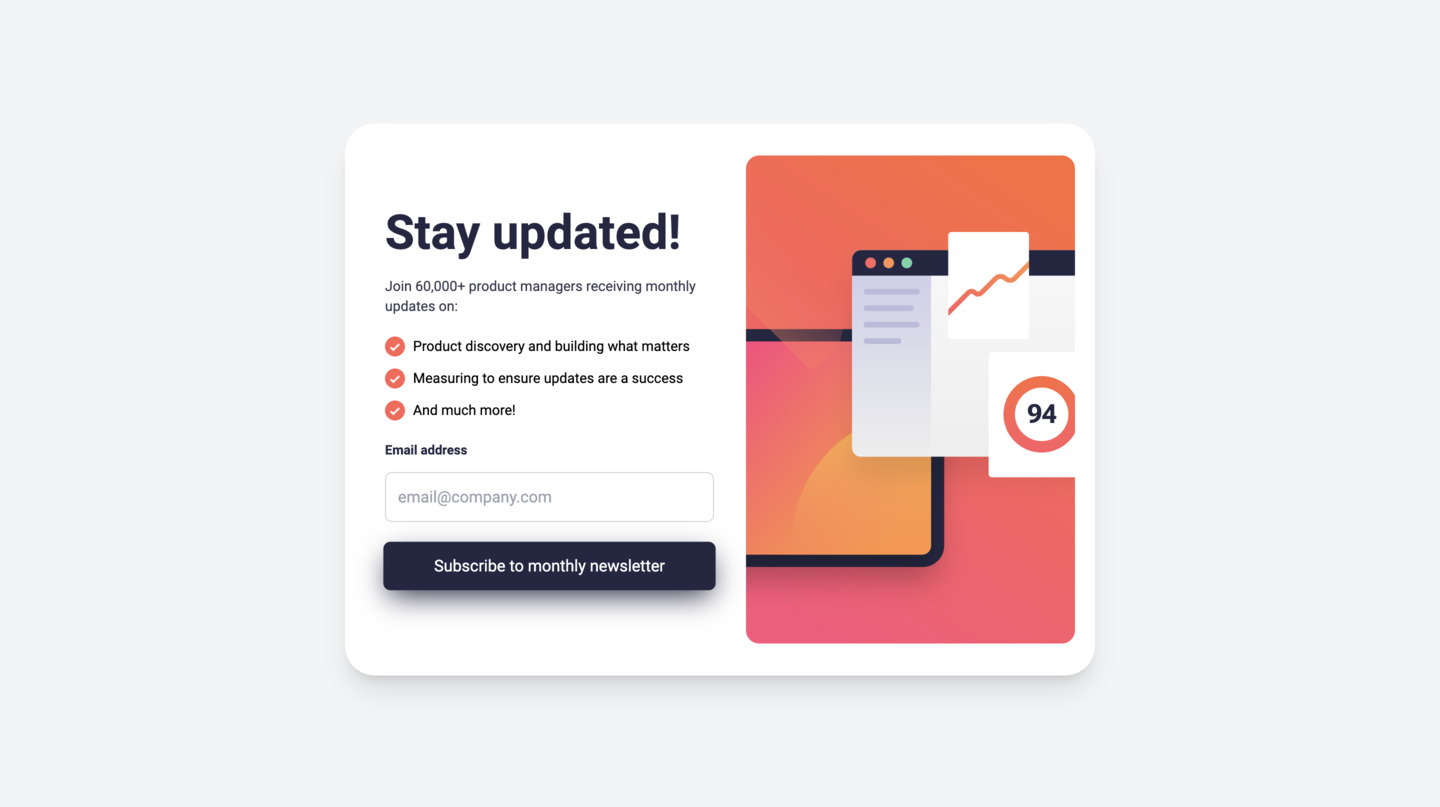 Stay updated!
Join 60,000+ product managers receiving monthly
updates on:
Product discovery and building what matters
Measuring to ensure updates are a success
And much more!
Email address
email@company.com
Subscribe to monthly newsletter
94